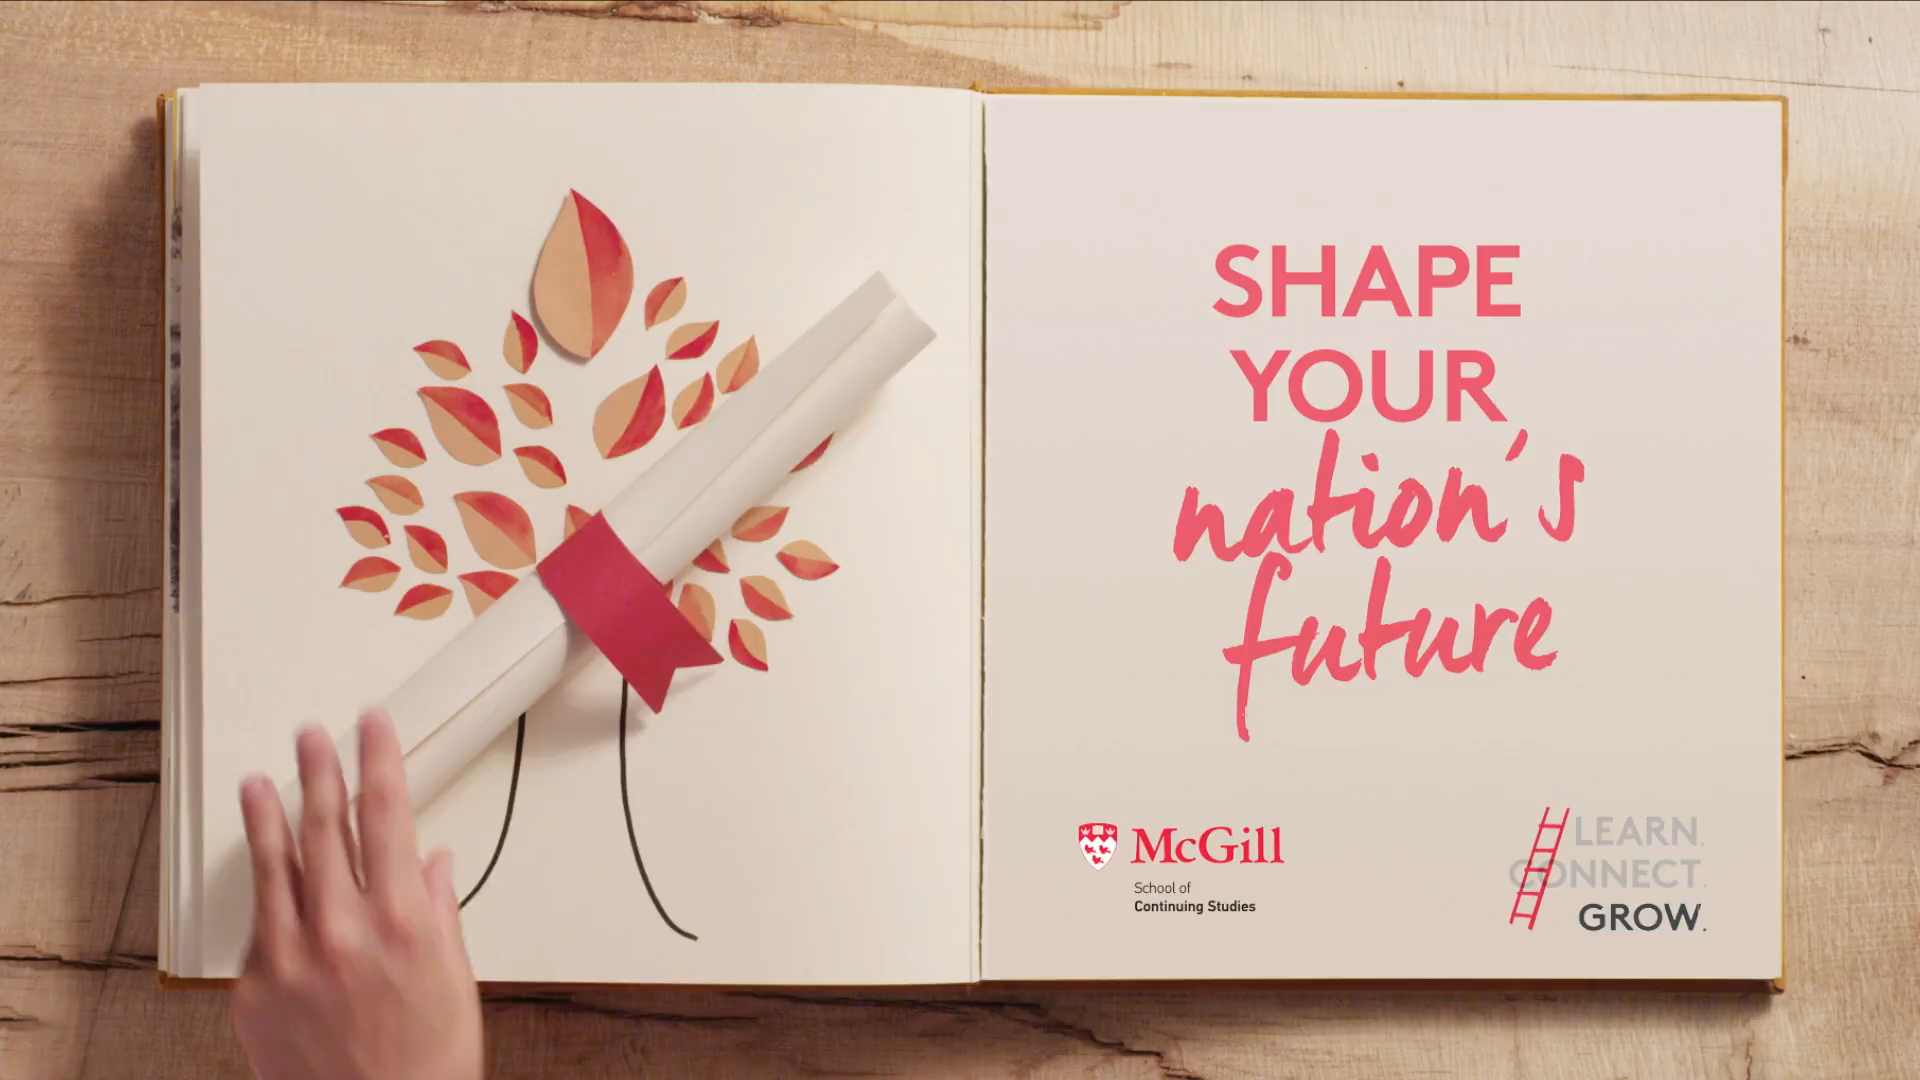 SHAPE
YOUR
nation's
future
McGill
School of
Continuing Studies
LEARN.
CONNECT.
GROW.